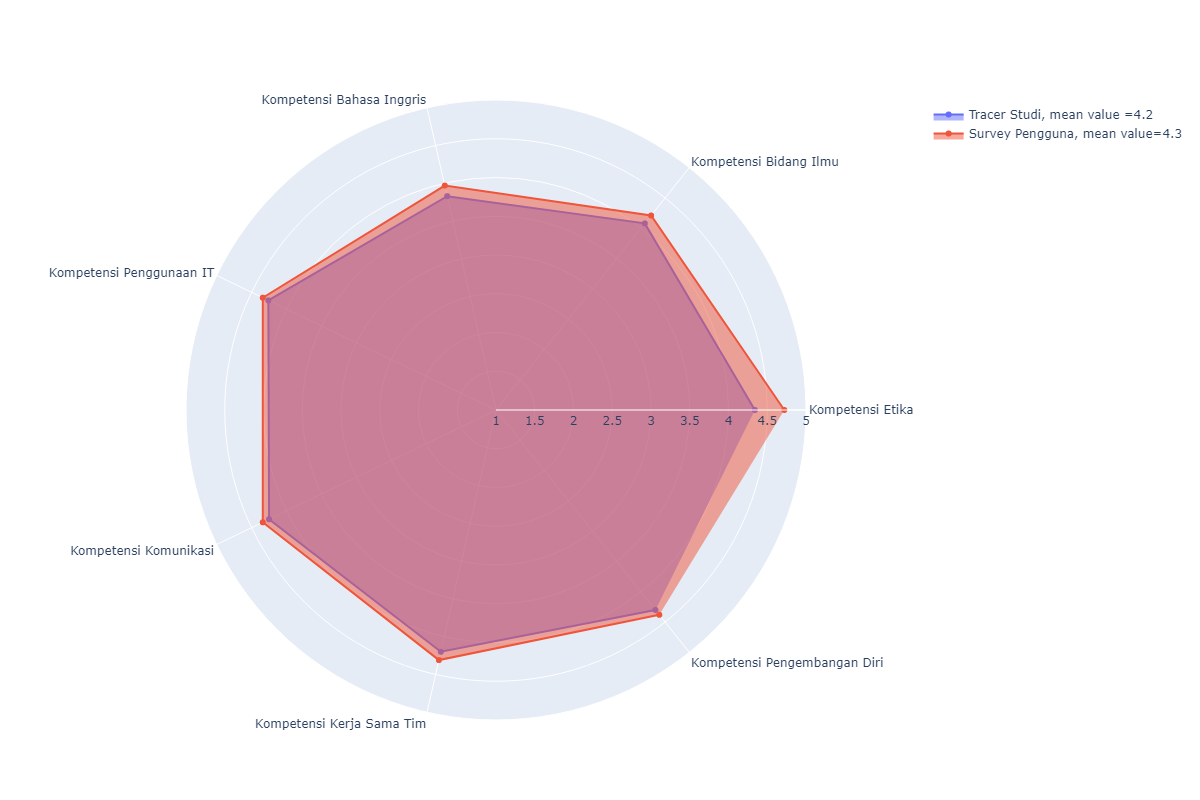 Kompetensi Bahasa Inggris
Tracer Studi, mean value =4.2
Survey Pengguna, mean value=4.3
Kompetensi Bidang Ilmu
Kompetensi Penggunaan IT
Kompetensi Etika
1 1.5 2 2.5 3 3.5 4 4.5 5
Kompetensi Komunikasi
Kompetensi Pengembangan Diri
Kompetensi Kerja Sama Tim